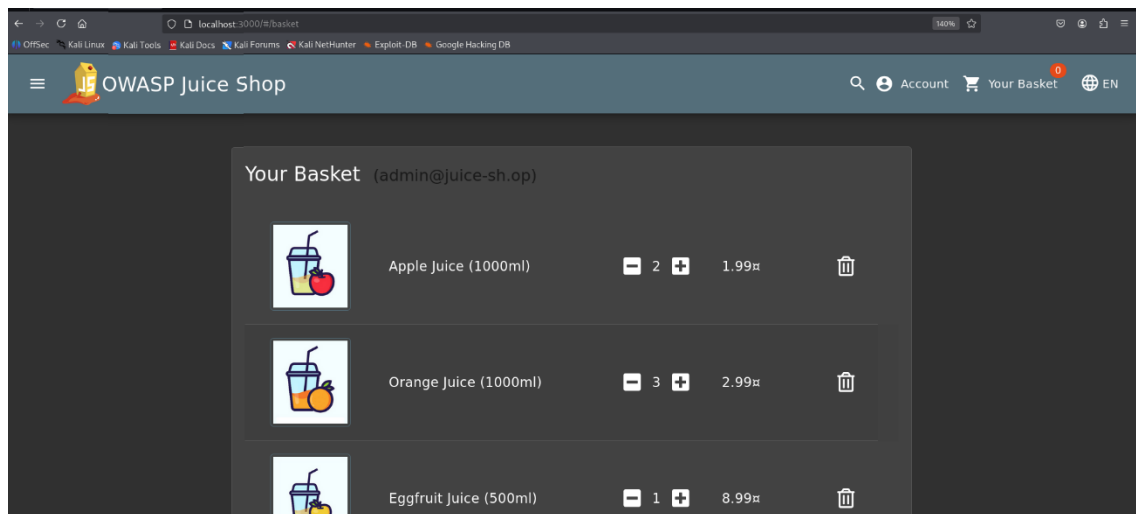 localhost:3000/#/basket
140%
OffSec Kali Linux Kali Tools Kali Docs Kali Forums Kali NetHunter Exploit-DB Google Hacking DB
JS OWASP Juice Shop Account Your Basket 0 EN
Your Basket (admin@juice-sh.op)
Apple Juice (1000ml) 2 1.99¤
Orange Juice (1000ml) 3 2.99¤
Eggfruit Juice (500ml) 1 8.99¤